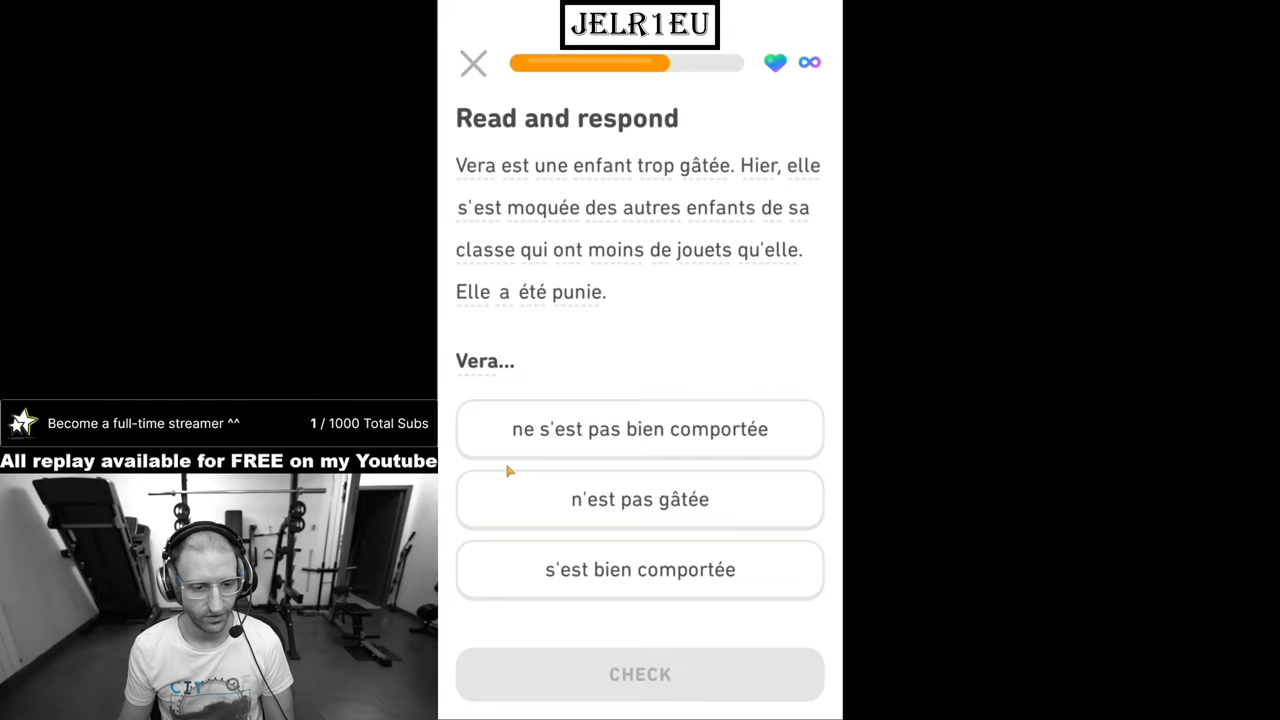 JELR1EU
Read and respond
Vera est une enfant trop gâtée. Hier, elle
s'est moquée des autres enfants de sa
classe qui ont moins de jouets qu'elle.
Elle a été punie.
Vera...
ne s'est pas bien comportée
n'est pas gâtée
s'est bien comportée
CHECK
Become a full-time streamer ^^ 1 / 1000 Total Subs
All replay available for FREE on my Youtube